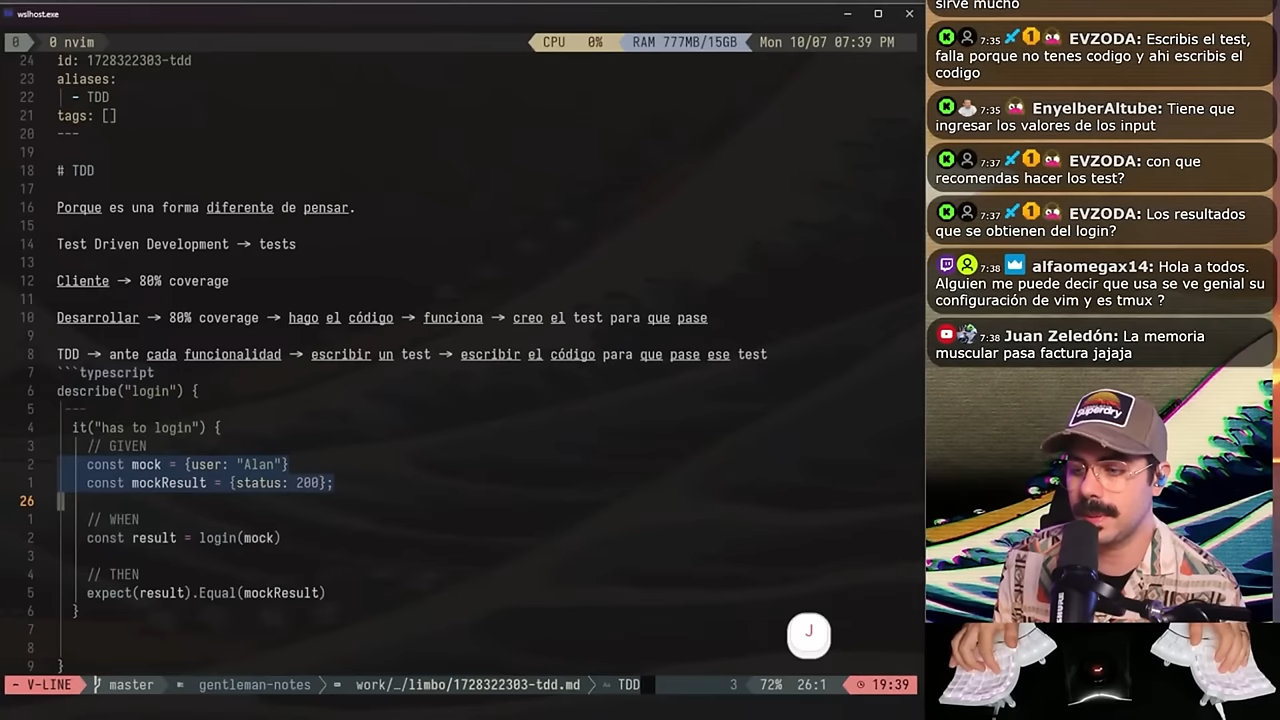 wslhost.exe
0 0 nvim CPU 0% RAM 777MB/15GB Mon 10/07 07:39 PM
24 id: 1728322303-tdd
23 aliases:
22 - TDD
21 tags: []
20 ---
19
18 # TDD
17
16 Porque es una forma diferente de pensar.
15
14 Test Driven Development → tests
13
12 Cliente → 80% coverage
11
10 Desarrollar → 80% coverage → hago el código → funciona → creo el test para que pase
9
8 TDD → ante cada funcionalidad → escribir un test → escribir el código para que pase ese test
7 ```typescript
6 describe("login") {
5 ---
4 it("has to login") {
3 // GIVEN
2 const mock = {user: "Alan"}
1 const mockResult = {status: 200};
26
1 // WHEN
2 const result = login(mock)
3
4 // THEN
5 expect(result).Equal(mockResult)
6 }
7
8
9 }
- V-LINE master gentleman-notes work/…/limbo/1728322303-tdd.md TDD 3 72% 26:1 19:39
J
sirve mucho
7:35 1 EVZODA: Escribis el test,
falla porque no tenes codigo y ahi escribis el
codigo
7:35 EnyelberAltube: Tiene que
ingresar los valores de los input
7:37 1 EVZODA: con que
recomendas hacer los test?
7:37 1 EVZODA: Los resultados
que se obtienen del login?
7:38 alfaomegax14: Hola a todos.
Alguien me puede decir que usa se ve genial su
configuración de vim y es tmux ?
7:38 Juan Zeledón: La memoria
muscular pasa factura jajaja
Superdry